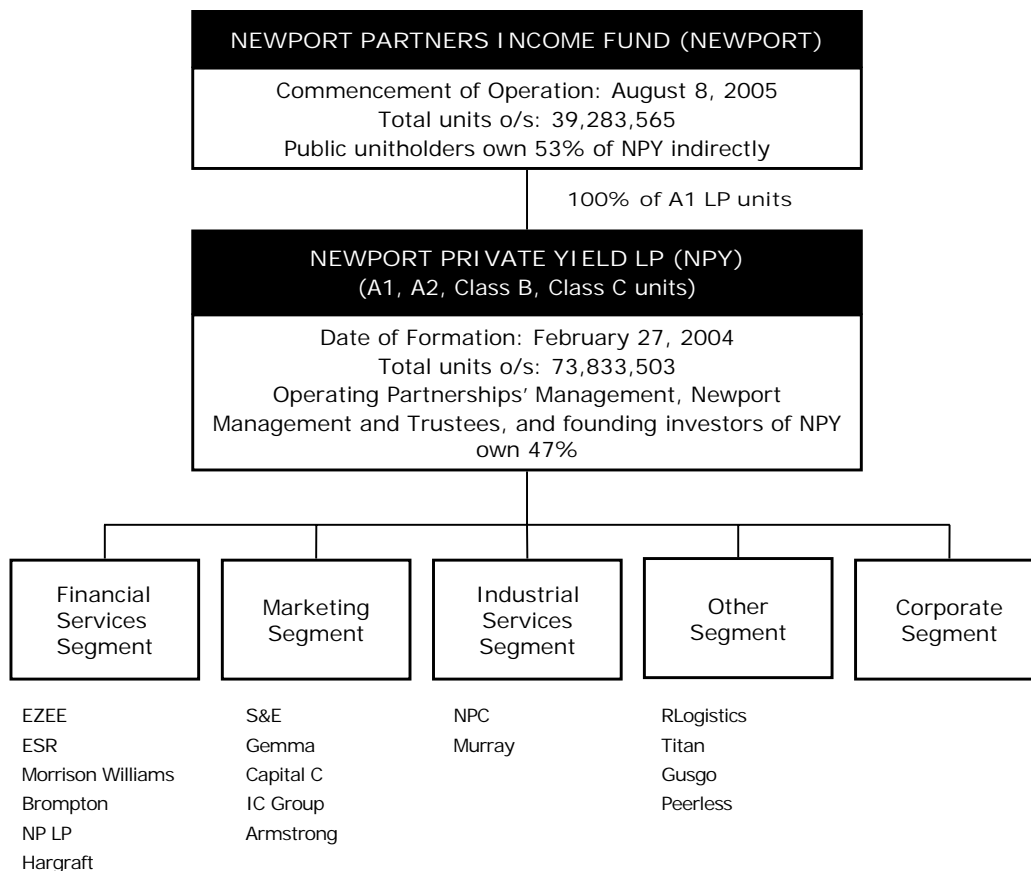 NEWPORT PARTNERS INCOME FUND (NEWPORT)
Commencement of Operation: August 8, 2005
Total units o/s: 39,283,565
Public unitholders own 53% of NPY indirectly
100% of A1 LP units
NEWPORT PRIVATE YIELD LP (NPY)
(A1, A2, Class B, Class C units)
Date of Formation: February 27, 2004
Total units o/s: 73,833,503
Operating Partnerships' Management, Newport
Management and Trustees, and founding investors of NPY
own 47%
Financial
Services
Segment
Marketing
Segment
Industrial
Services
Segment
Other
Segment
Corporate
Segment
EZEE
ESR
Morrison Williams
Brompton
NP LP
Hargraft
S&E
Gemma
Capital C
IC Group
Armstrong
NPC
Murray
RLogistics
Titan
Gusgo
Peerless